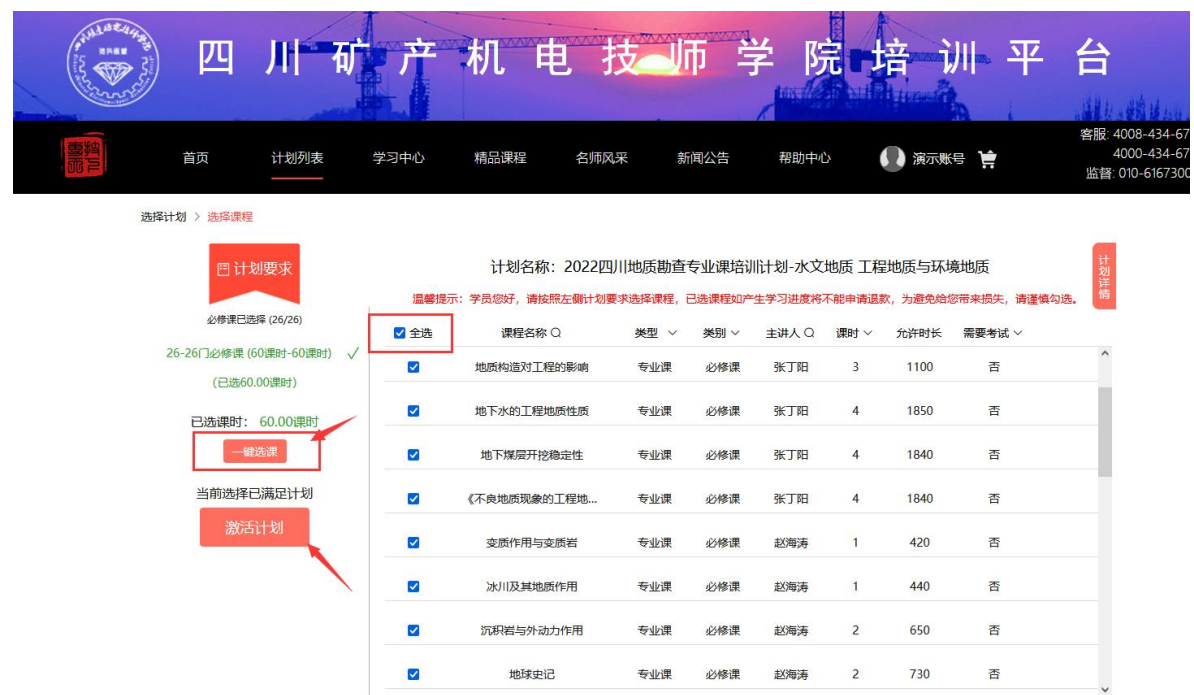 四川矿产机电技师学院培训平台
首页 计划列表 学习中心 精品课程 名师风采 新闻公告 帮助中心 演示账号
客服: 4008-434-67
4000-434-67
监督: 010-6167300
选择计划 > 选择课程
计划要求
必修课已选择 (26/26)
26-26门必修课 (60课时-60课时) ✓
(已选60.00课时)
已选课时: 60.00课时
一键选课
当前选择已满足计划
激活计划
计划名称：2022四川地质勘查专业课培训计划-水文地质 工程地质与环境地质
计划详情
温馨提示：学员您好，请按照左侧计划要求选择课程，已选课程如产生学习进度将不能申请退款，为避免给您带来损失，请谨慎勾选。
全选 课程名称 类型 类别 主讲人 课时 允许时长 需要考试
地质构造对工程的影响 专业课 必修课 张丁阳 3 1100 否
地下水的工程地质性质 专业课 必修课 张丁阳 4 1850 否
地下煤层开挖稳定性 专业课 必修课 张丁阳 4 1840 否
《不良地质现象的工程地... 专业课 必修课 张丁阳 4 1840 否
变质作用与变质岩 专业课 必修课 赵海涛 1 420 否
冰川及其地质作用 专业课 必修课 赵海涛 1 440 否
沉积岩与外动力作用 专业课 必修课 赵海涛 2 650 否
地球史记 专业课 必修课 赵海涛 2 730 否